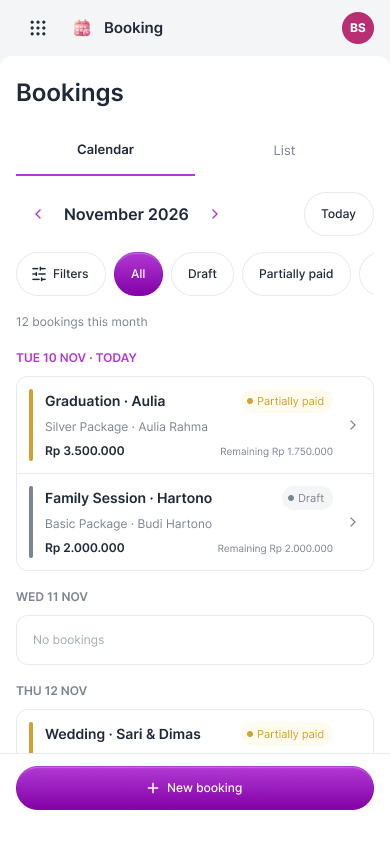 Booking
BS
Bookings
Calendar
List
November 2026
Today
Filters
All
Draft
Partially paid
12 bookings this month
TUE 10 NOV · TODAY
Graduation · Aulia
Partially paid
Silver Package · Aulia Rahma
Rp 3.500.000
Remaining Rp 1.750.000
Family Session · Hartono
Draft
Basic Package · Budi Hartono
Rp 2.000.000
Remaining Rp 2.000.000
WED 11 NOV
No bookings
THU 12 NOV
Wedding · Sari & Dimas
Partially paid
New booking